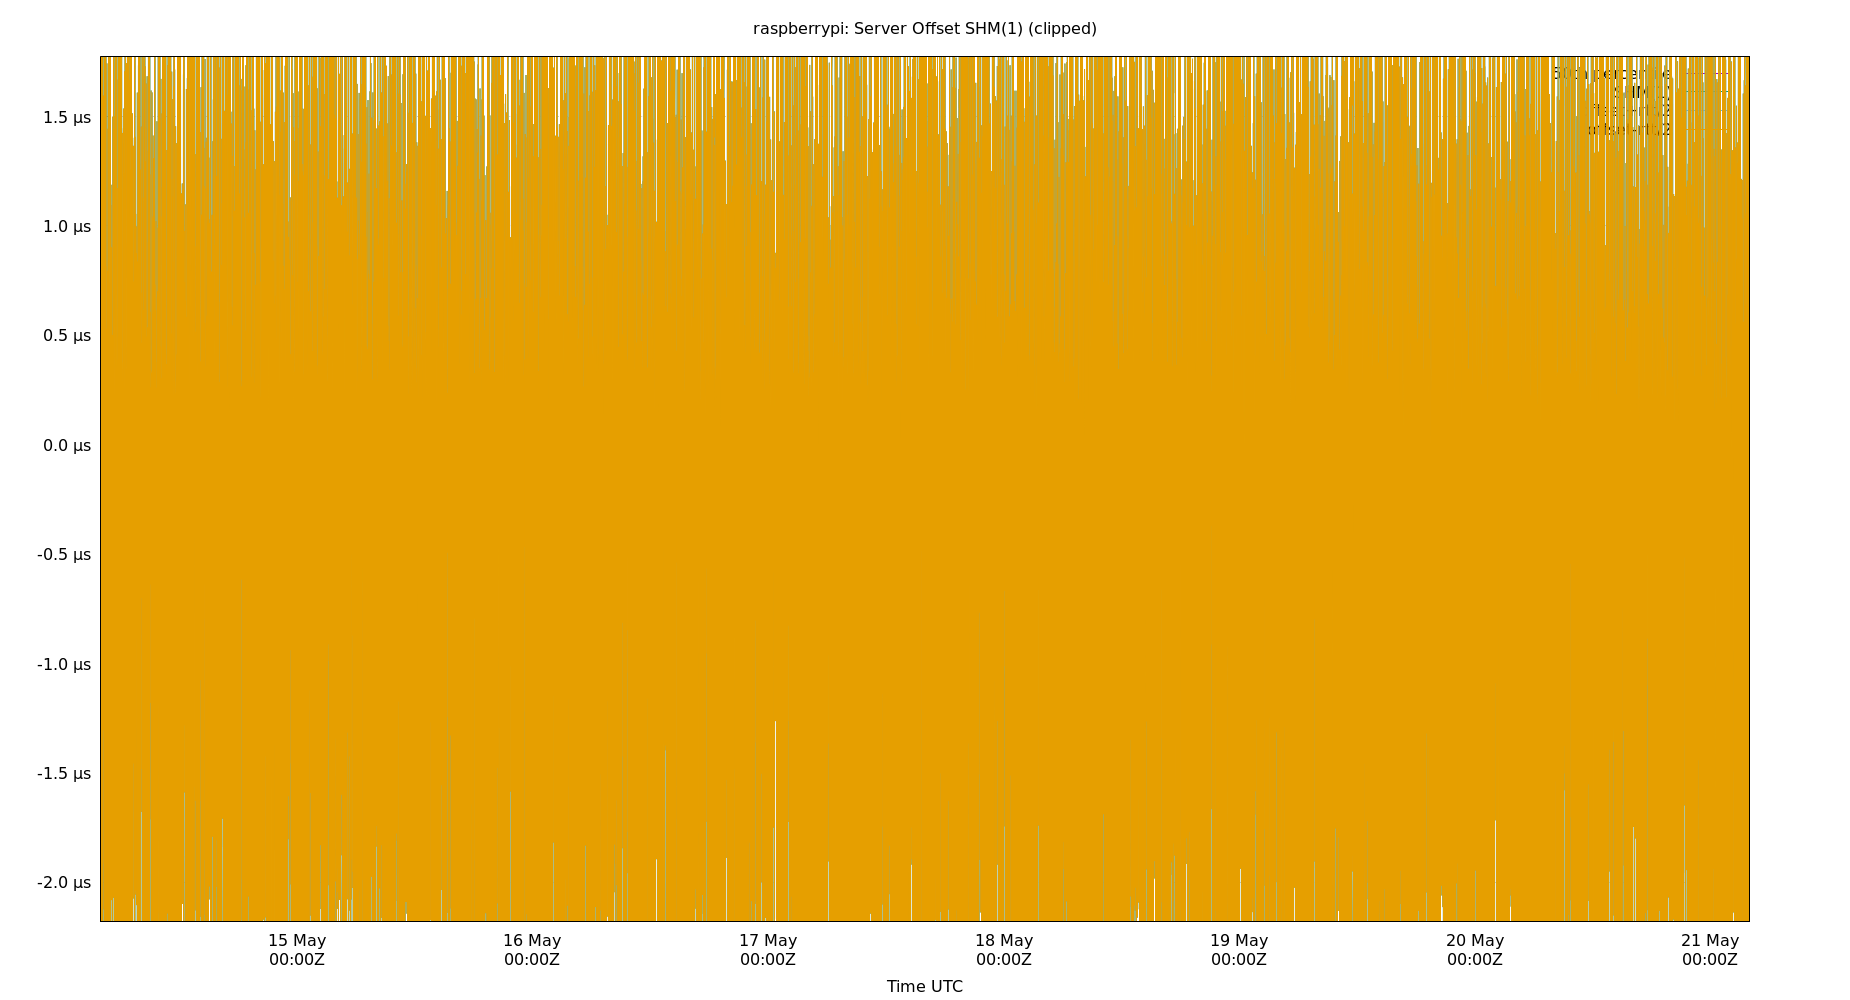 raspberrypi: Server Offset SHM(1) (clipped)
1.5 µs
1.0 µs
0.5 µs
0.0 µs
-0.5 µs
-1.0 µs
-1.5 µs
-2.0 µs
15 May 16 May 17 May 18 May 19 May 20 May 21 May
00:00Z 00:00Z 00:00Z 00:00Z 00:00Z 00:00Z 00:00Z
Time UTC